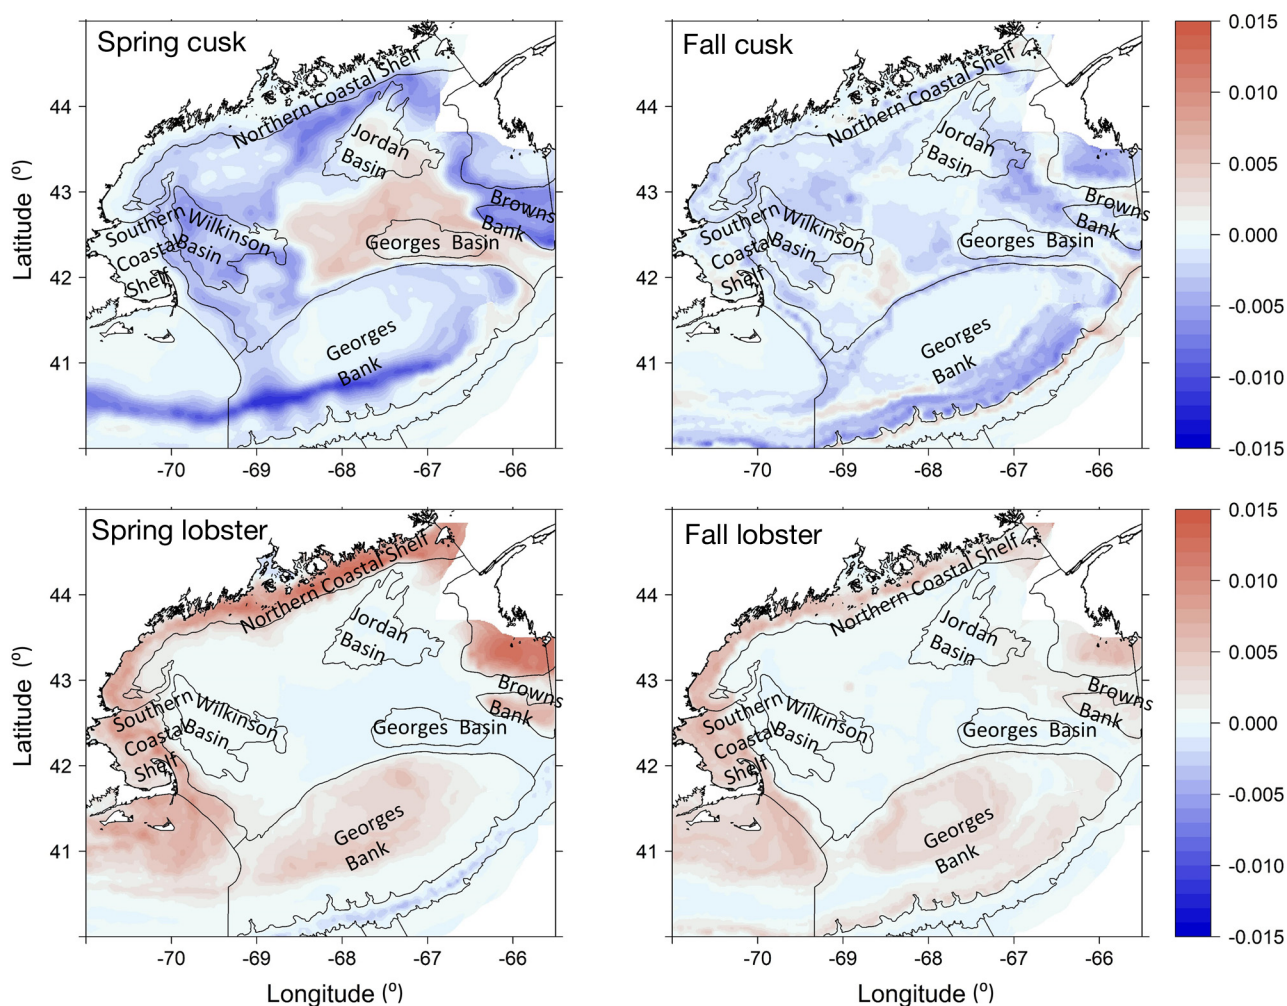 Spring cusk
Northern Coastal Shelf
Jordan
Basin
Browns
Bank
Southern
Coastal
Shelf
Wilkinson
Basin
Georges Basin
Georges
Bank
Latitude (º)
44
43
42
41
-70
-69
-68
-67
-66
Fall cusk
Northern Coastal Shelf
Jordan
Basin
Browns
Bank
Southern
Coastal
Shelf
Wilkinson
Basin
Georges Basin
Georges
Bank
44
43
42
41
-70
-69
-68
-67
-66
0.015
0.010
0.005
0.000
-0.005
-0.010
-0.015
Spring lobster
Northern Coastal Shelf
Jordan
Basin
Browns
Bank
Southern
Coastal
Shelf
Wilkinson
Basin
Georges Basin
Georges
Bank
Latitude (º)
44
43
42
41
-70
-69
-68
-67
-66
Longitude (º)
Fall lobster
Northern Coastal Shelf
Jordan
Basin
Browns
Bank
Southern
Coastal
Shelf
Wilkinson
Basin
Georges Basin
Georges
Bank
44
43
42
41
-70
-69
-68
-67
-66
Longitude (º)
0.015
0.010
0.005
0.000
-0.005
-0.010
-0.015